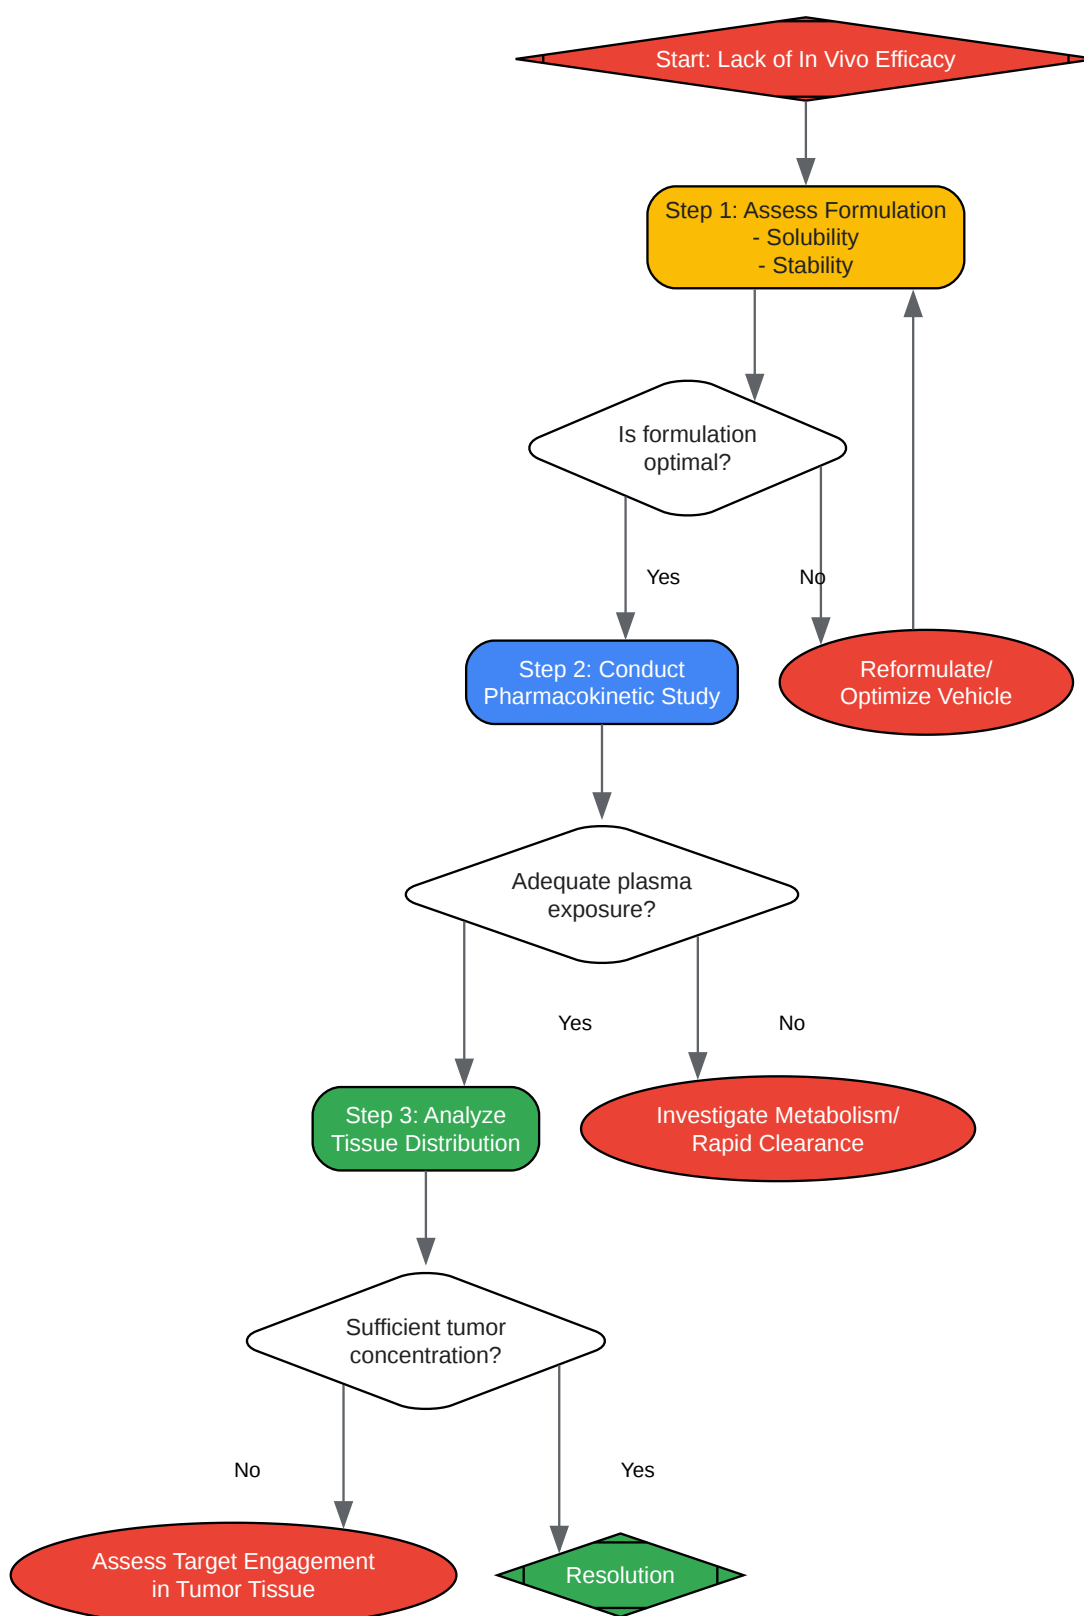 Start: Lack of In Vivo Efficacy
Step 1: Assess Formulation
- Solubility
- Stability
Is formulation
optimal?
Yes
No
Step 2: Conduct
Pharmacokinetic Study
Reformulate/
Optimize Vehicle
Adequate plasma
exposure?
Yes
No
Step 3: Analyze
Tissue Distribution
Investigate Metabolism/
Rapid Clearance
Sufficient tumor
concentration?
No
Yes
Assess Target Engagement
in Tumor Tissue
Resolution